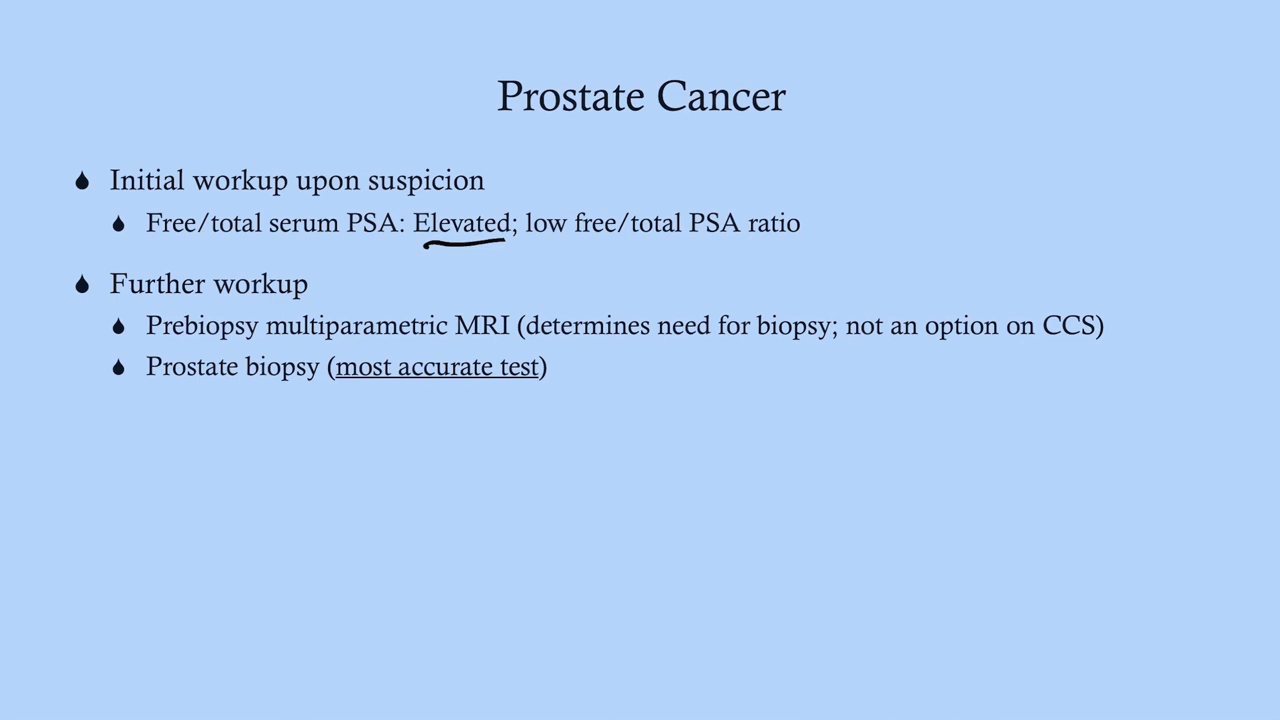 Prostate Cancer
Initial workup upon suspicion
Free/total serum PSA: Elevated; low free/total PSA ratio
Further workup
Prebiopsy multiparametric MRI (determines need for biopsy; not an option on CCS)
Prostate biopsy (most accurate test)